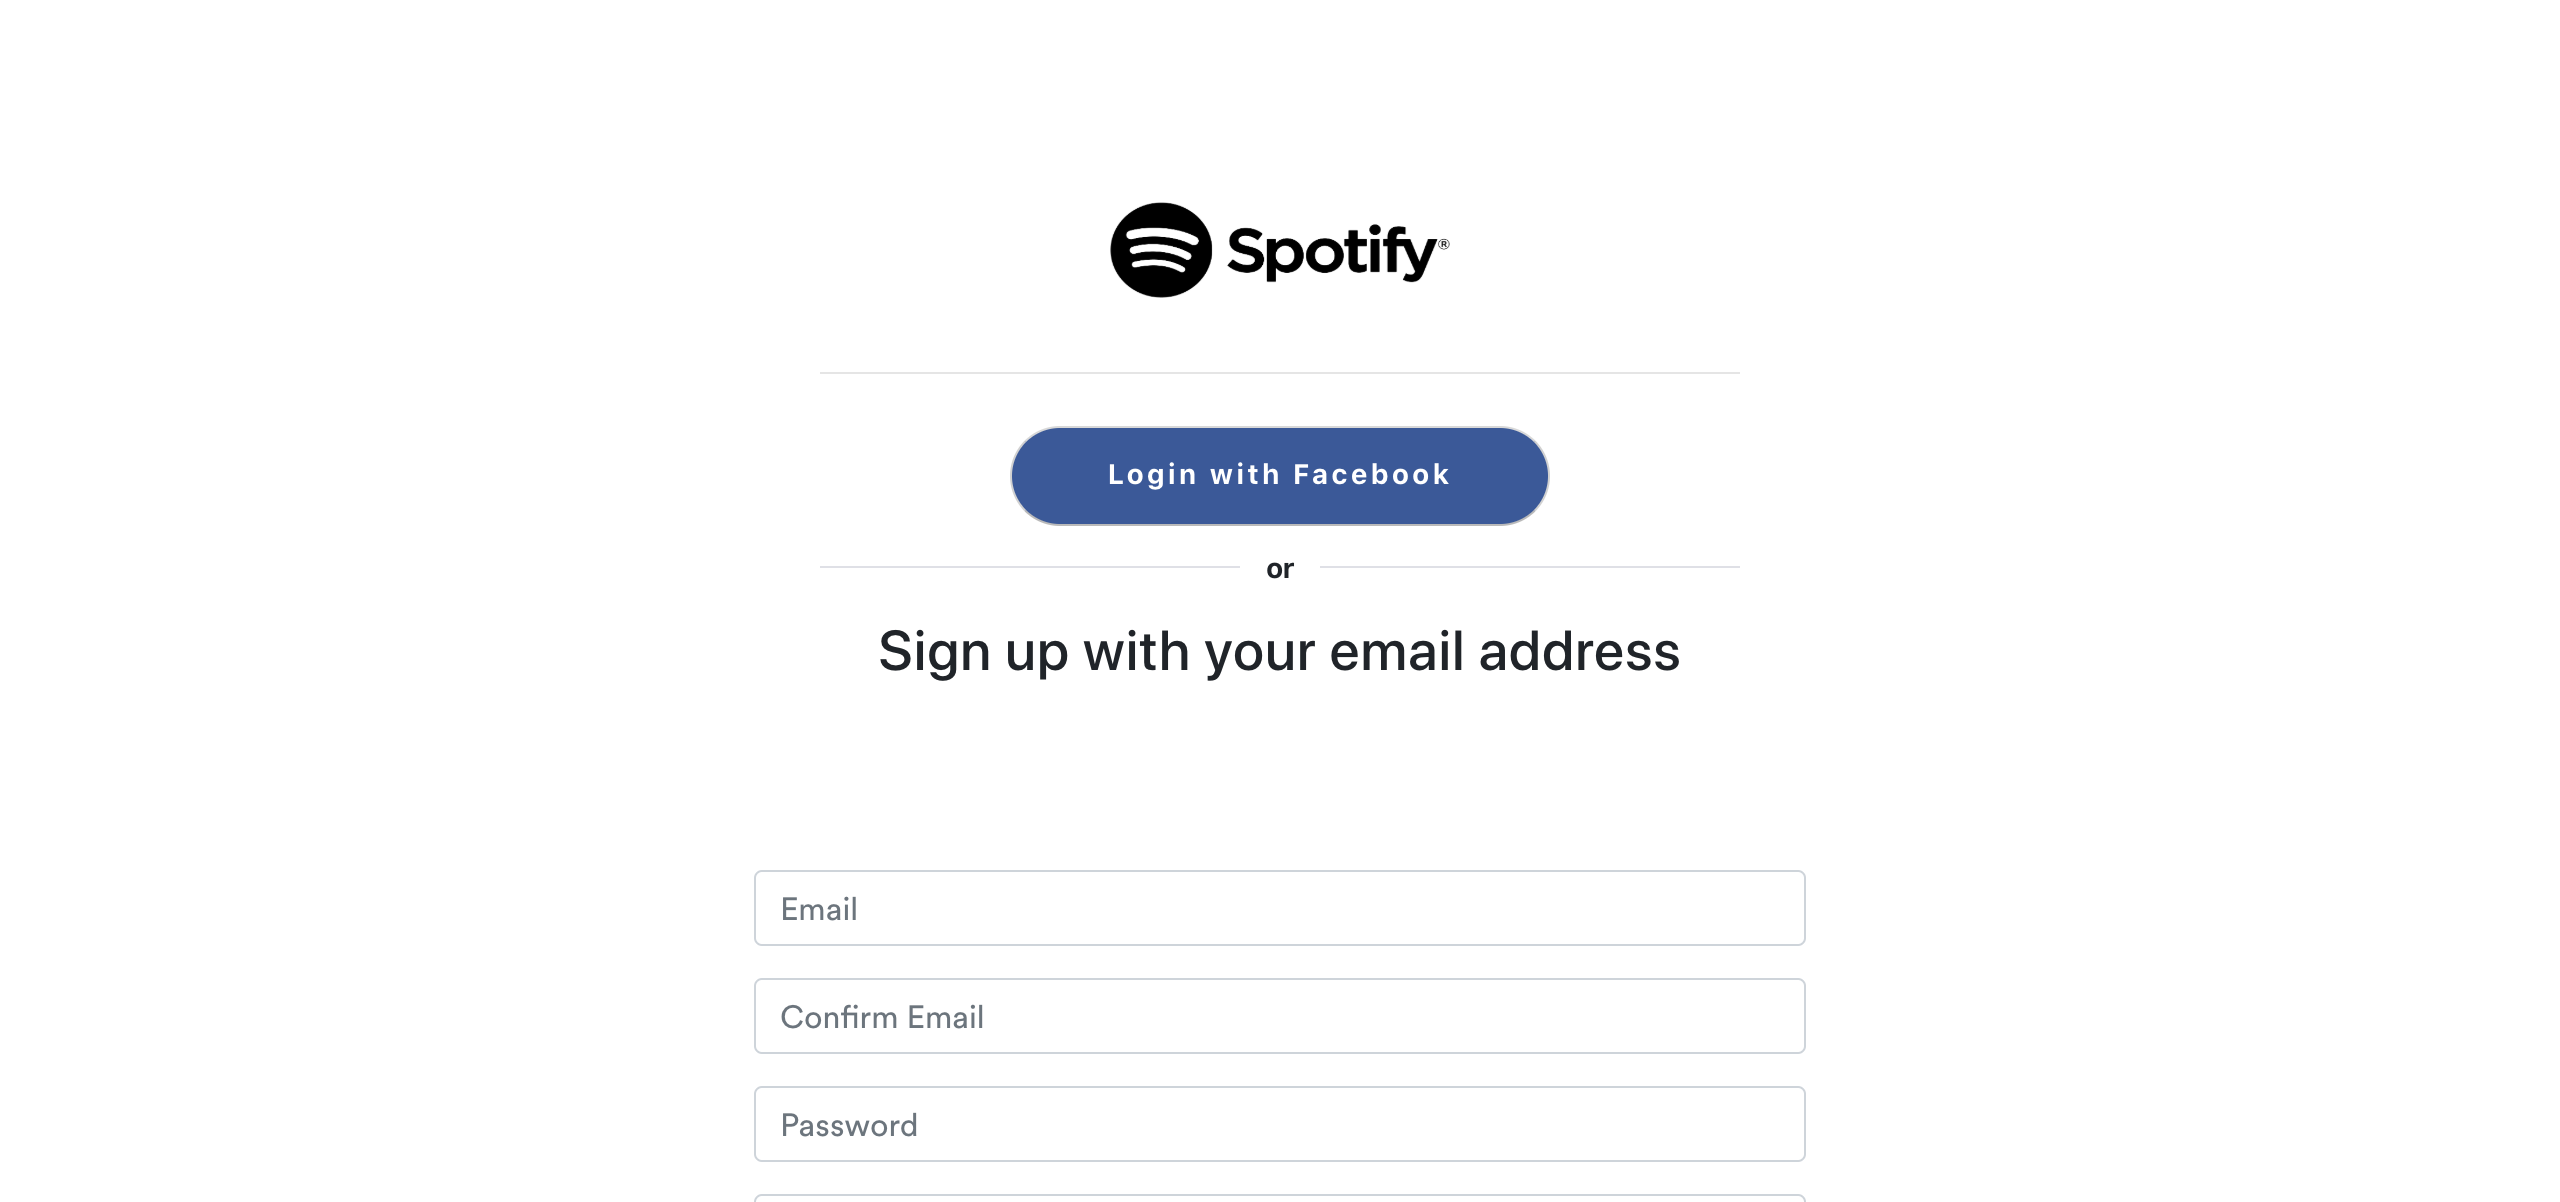 Spotify®
Login with Facebook
or
Sign up with your email address
Email
Confirm Email
Password